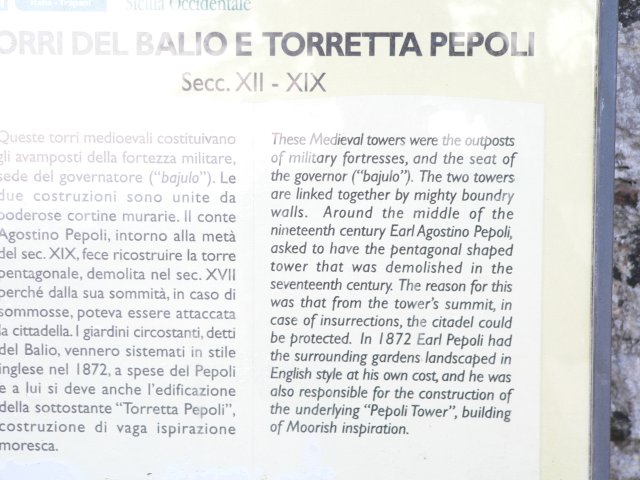 Sicilia Occidentale
ORRI DEL BALIO E TORRETTA PEPOLI
Secc. XII - XIX
Queste torri medioevali costituivano
gli avamposti della fortezza militare,
sede del governatore (“bajulo”). Le
due costruzioni sono unite da
poderose cortine murarie. Il conte
Agostino Pepoli, intorno alla metà
del sec. XIX, fece ricostruire la torre
pentagonale, demolita nel sec. XVII
perché dalla sua sommità, in caso di
sommosse, poteva essere attaccata
la cittadella. I giardini circostanti, detti
del Balio, vennero sistemati in stile
inglese nel 1872, a spese del Pepoli
e a lui si deve anche l’edificazione
della sottostante “Torretta Pepoli”,
costruzione di vaga ispirazione
moresca.
These Medieval towers were the outposts
of military fortresses, and the seat of
the governor (“bajulo”). The two towers
are linked together by mighty boundry
walls. Around the middle of the
nineteenth century Earl Agostino Pepoli,
asked to have the pentagonal shaped
tower that was demolished in the
seventeenth century. The reason for this
was that from the tower’s summit, in
case of insurrections, the citadel could
be protected. In 1872 Earl Pepoli had
the surrounding gardens landscaped in
English style at his own cost, and he was
also responsible for the construction of
the underlying “Pepoli Tower”, building
of Moorish inspiration.